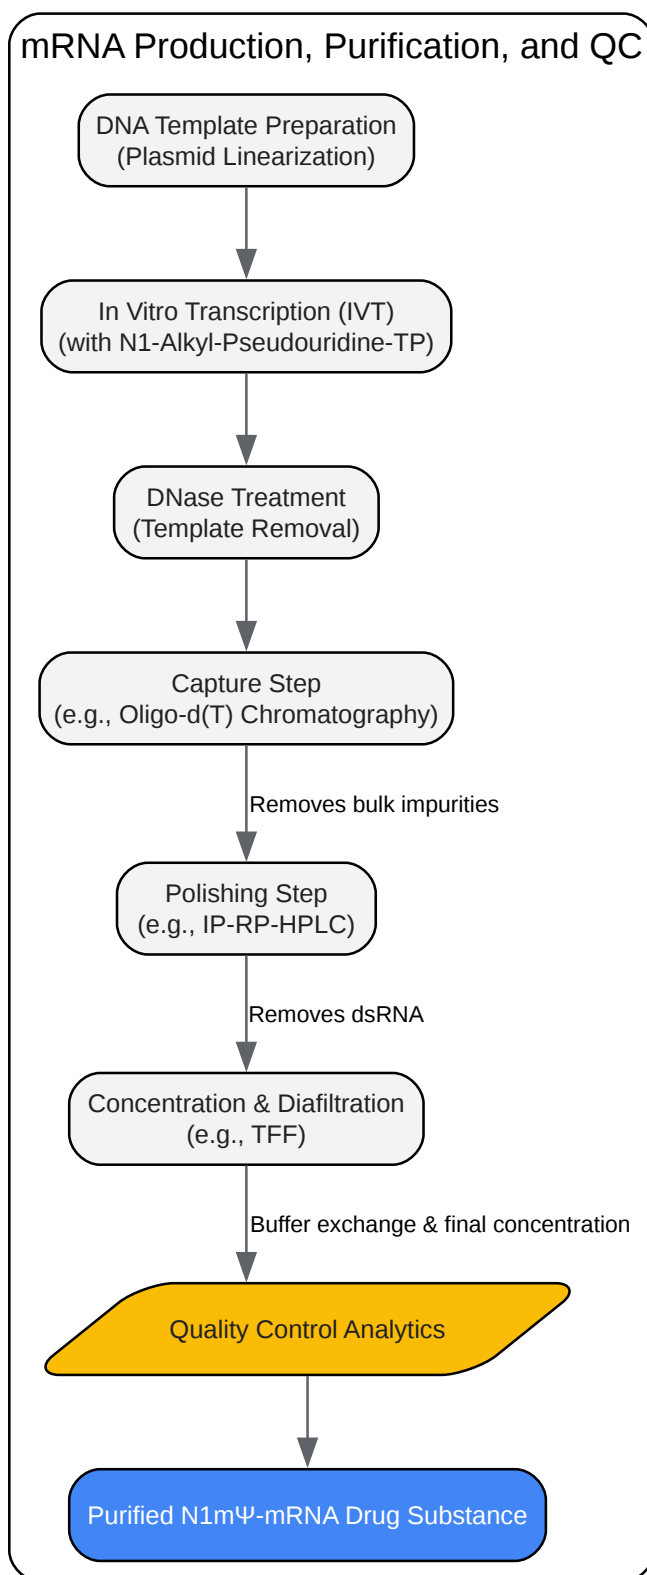 mRNA Production, Purification, and QC
DNA Template Preparation
(Plasmid Linearization)
In Vitro Transcription (IVT)
(with N1-Alkyl-Pseudouridine-TP)
DNase Treatment
(Template Removal)
Capture Step
(e.g., Oligo-d(T) Chromatography)
Removes bulk impurities
Polishing Step
(e.g., IP-RP-HPLC)
Removes dsRNA
Concentration & Diafiltration
(e.g., TFF)
Buffer exchange & final concentration
Quality Control Analytics
Purified N1mΨ-mRNA Drug Substance